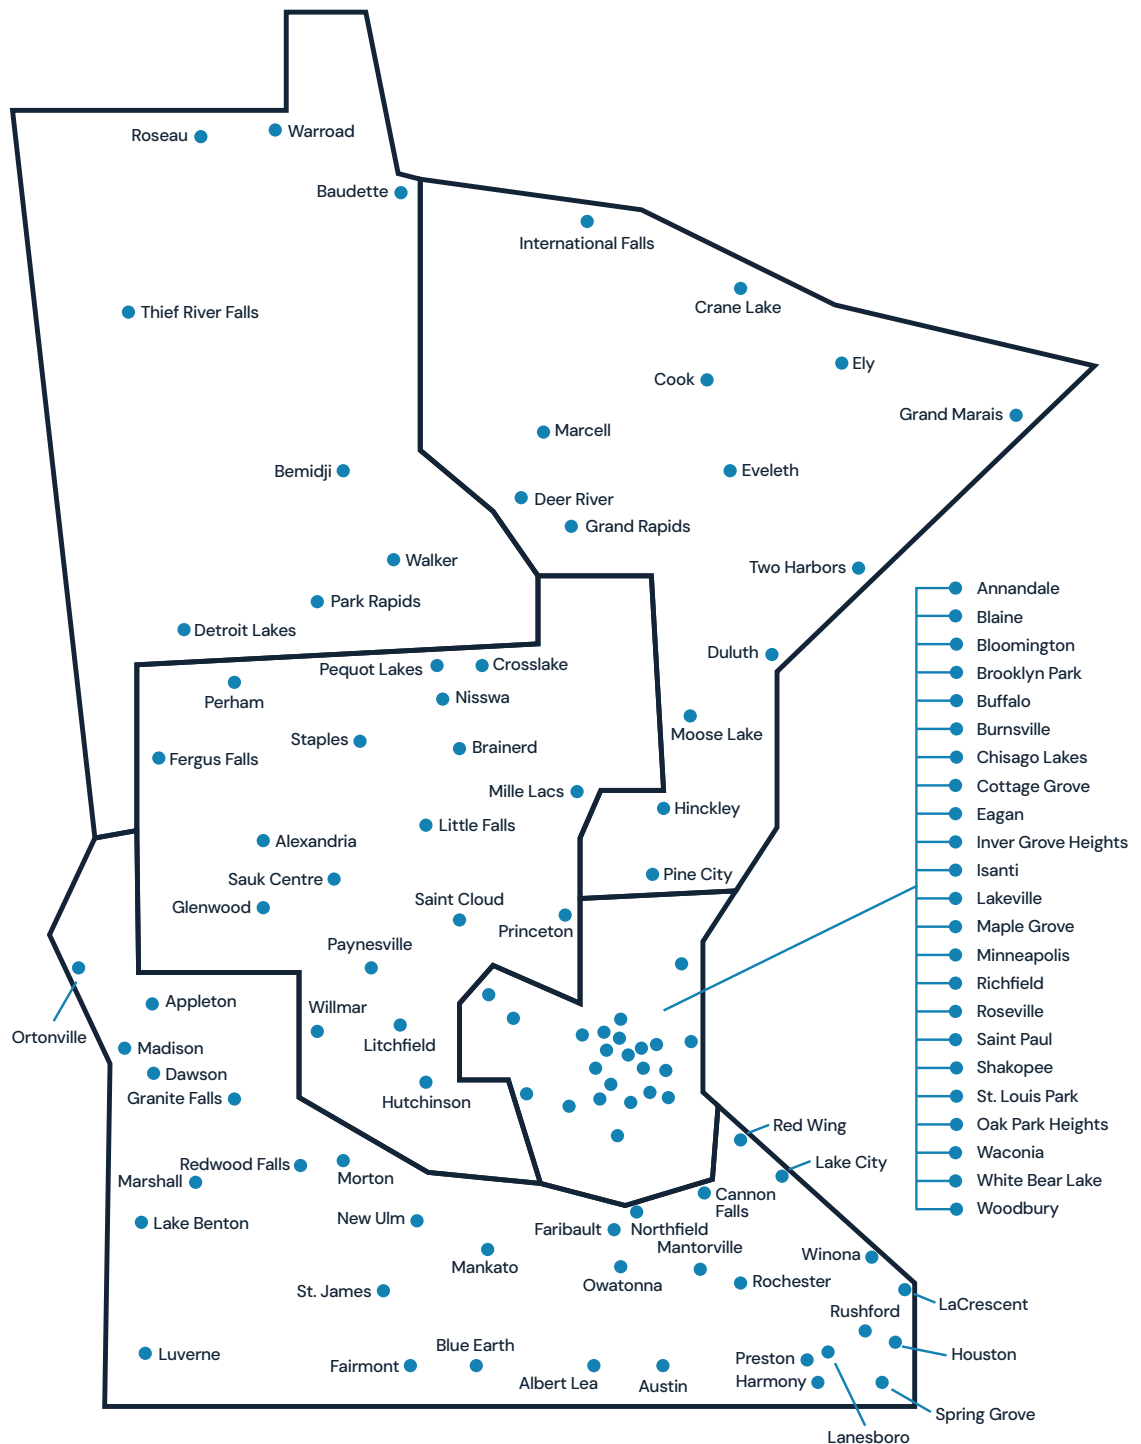 Roseau
Warroad
Baudette
International Falls
Crane Lake
Thief River Falls
Ely
Cook
Grand Marais
Marcell
Bemidji
Eveleth
Deer River
Grand Rapids
Walker
Two Harbors
Park Rapids
Detroit Lakes
Duluth
Pequot Lakes
Crosslake
Perham
Nisswa
Moose Lake
Staples
Brainerd
Fergus Falls
Mille Lacs
Hinckley
Little Falls
Alexandria
Sauk Centre
Pine City
Glenwood
Saint Cloud
Princeton
Paynesville
Appleton
Willmar
Ortonville
Litchfield
Madison
Dawson
Granite Falls
Hutchinson
Annandale
Blaine
Bloomington
Brooklyn Park
Buffalo
Burnsville
Chisago Lakes
Cottage Grove
Eagan
Inver Grove Heights
Isanti
Lakeville
Maple Grove
Minneapolis
Richfield
Roseville
Saint Paul
Shakopee
St. Louis Park
Oak Park Heights
Waconia
White Bear Lake
Woodbury
Red Wing
Lake City
Redwood Falls
Morton
Marshall
Cannon
Falls
Lake Benton
New Ulm
Faribault
Northfield
Mantorville
Mankato
Winona
Owatonna
Rochester
St. James
LaCrescent
Rushford
Blue Earth
Luverne
Fairmont
Houston
Preston
Albert Lea
Austin
Harmony
Spring Grove
Lanesboro